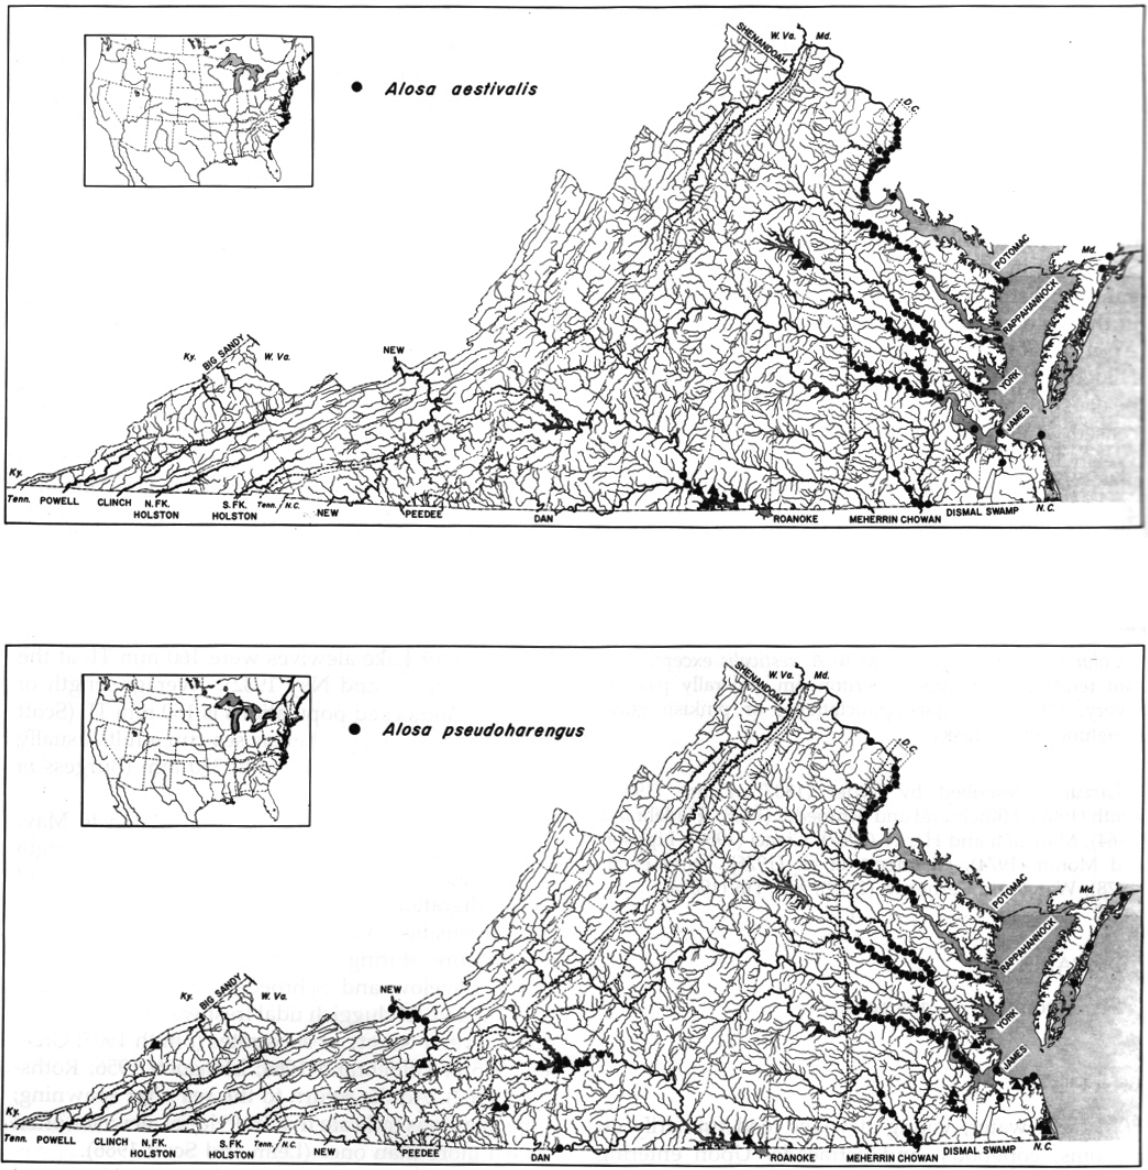 Alosa aestivalis
SHENANDOAH
W. Va.
Md.
D.C.
POTOMAC
Md.
RAPPAHANNOCK
YORK
JAMES
Ky.
BIG SANDY
W. Va.
NEW
Ky.
Tenn.
POWELL
CLINCH
N. FK.
HOLSTON
S. FK.
HOLSTON
Tenn. / N.C.
NEW
PEEDEE
DAN
ROANOKE
MEHERRIN
CHOWAN
DISMAL SWAMP
N.C.
Alosa pseudoharengus
SHENANDOAH
W. Va.
Md.
D.C.
POTOMAC
Md.
RAPPAHANNOCK
YORK
JAMES
Ky.
BIG SANDY
W. Va.
NEW
Ky.
Tenn.
POWELL
CLINCH
N. FK.
HOLSTON
S. FK.
HOLSTON
Tenn. / N.C.
NEW
PEEDEE
DAN
ROANOKE
MEHERRIN
CHOWAN
DISMAL SWAMP
N.C.